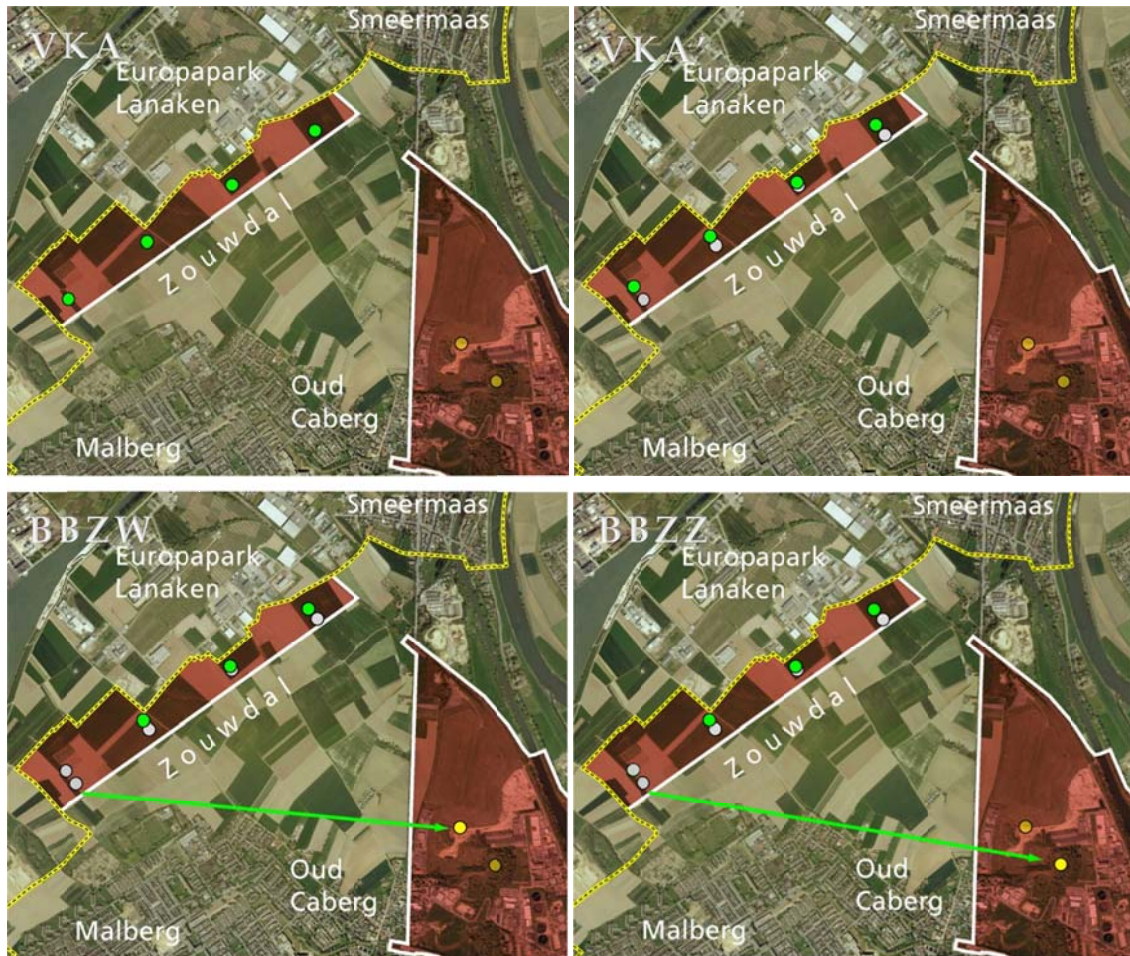 Smeermaas
VKA
Europapark
Lanaken
Zouwdal
Oud
Caberg
Malberg
Smeermaas
VKA'
Europapark
Lanaken
Zouwdal
Oud
Caberg
Malberg
Smeermaas
BBZW
Europapark
Lanaken
Zouwdal
Oud
Caberg
Malberg
Smeermaas
BBZZ
Europapark
Lanaken
Zouwdal
Oud
Caberg
Malberg